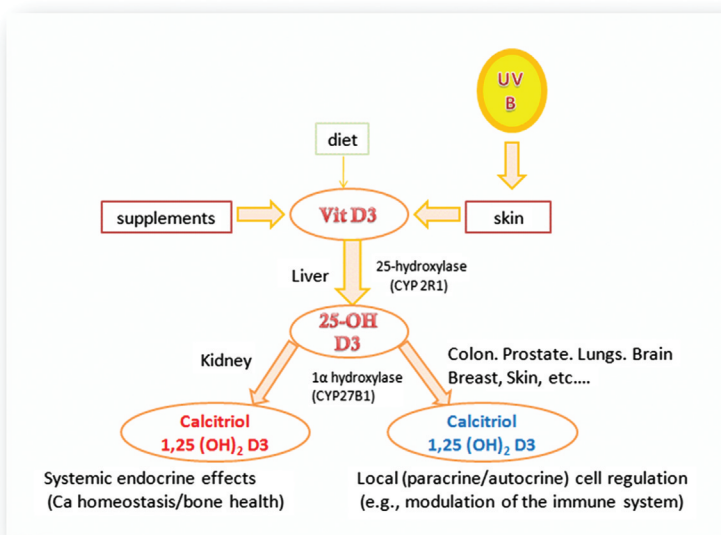 UV
B
diet
supplements
Vit D3
skin
Liver
25-hydroxylase
(CYP 2R1)
25-OH
D3
Kidney
1α hydroxylase
(CYP27B1)
Colon. Prostate. Lungs. Brain
Breast, Skin, etc....
Calcitriol
1,25 (OH)₂ D3
Calcitriol
1,25 (OH)₂ D3
Systemic endocrine effects
(Ca homeostasis/bone health)
Local (paracrine/autocrine) cell regulation
(e.g., modulation of the immune system)